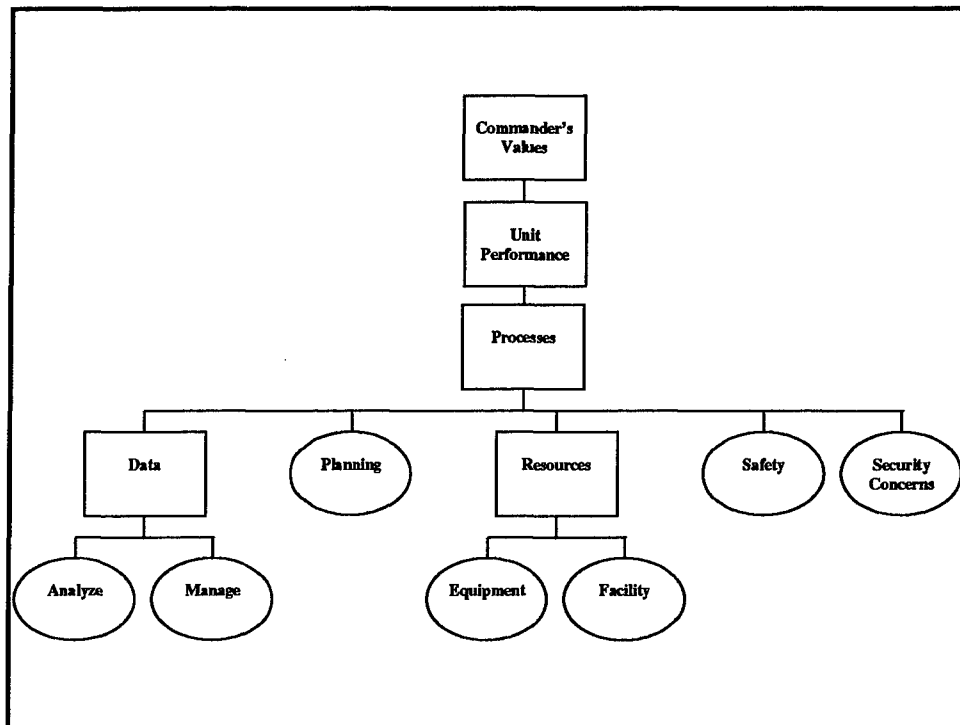 Commander's
Values
Unit
Performance
Processes
Data
Planning
Resources
Safety
Security
Concerns
Analyze
Manage
Equipment
Facility